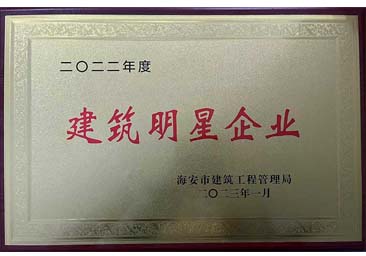 二〇二二年度
建筑明星企业
海安市建筑工程管理局
二〇二三年一月